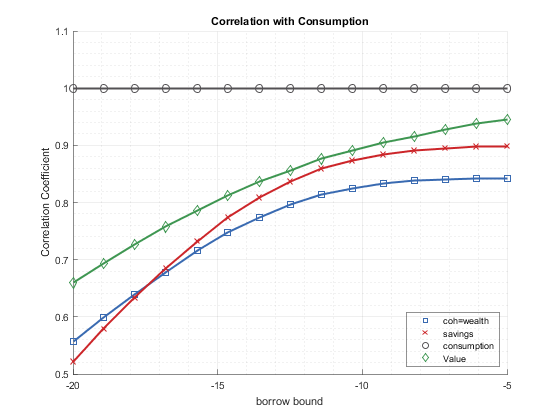 Correlation with Consumption
1.1
1
0.9
0.8
0.7
0.6
0.5
Correlation Coefficient
-20
-15
-10
-5
borrow bound
coh=wealth
savings
consumption
Value